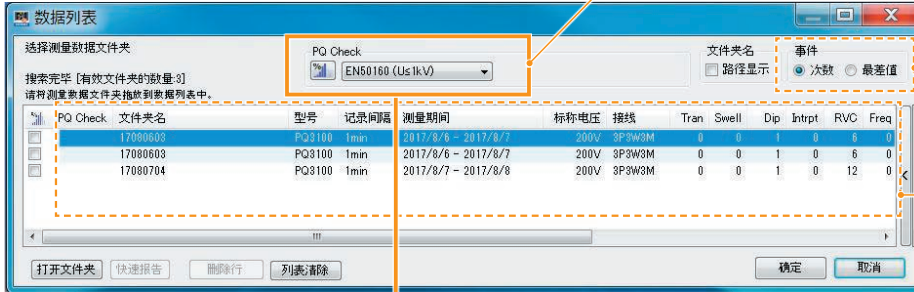 数据列表
选择测量数据文件夹
PQ Check
EN50160 (U≤1kV)
文件夹名
路径显示
事件
次数 最差值
搜索完毕 [有效文件夹的数量:3]
请将测量数据文件夹拖放到数据列表中。
PQ Check 文件夹名 型号 记录间隔 测量期间 标称电压 接线 Tran Swell Dip Intrpt RVC Freq
17080603 PQ3100 1min 2017/8/6 - 2017/8/7 200V 3P3W3M 0 0 1 0 6 0
17080603 PQ3100 1min 2017/8/6 - 2017/8/7 200V 3P3W3M 0 0 1 0 6 0
17080704 PQ3100 1min 2017/8/7 - 2017/8/8 200V 3P3W3M 0 0 1 0 12 0
打开文件夹 快速报告 删除行 列表清除 确定 取消